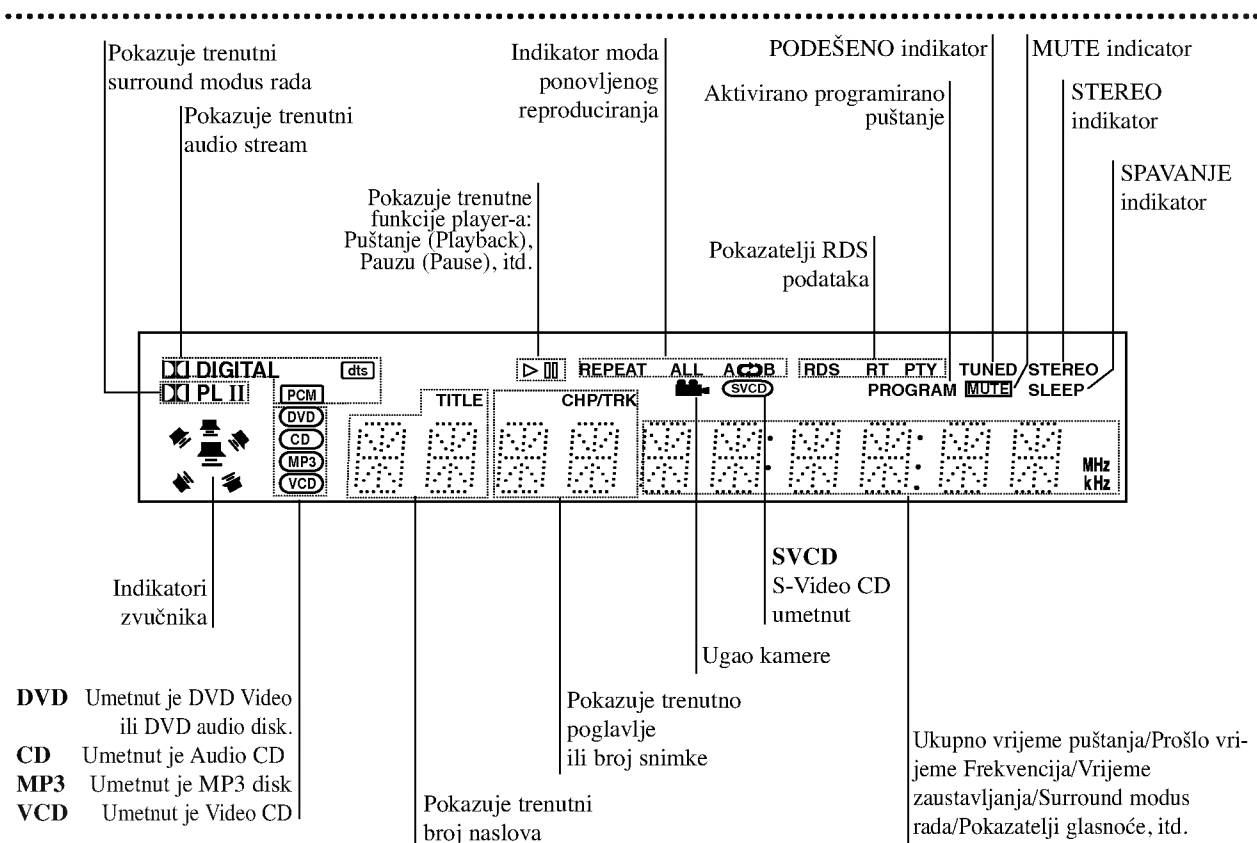 Pokazuje trenutni
surround modus rada
Pokazuje trenutni
audio stream
Indikator moda
ponovljenog
reproduciranja
PODEŠENO indikator
MUTE indicator
Aktivirano programirano
puštanje
STEREO
indikator
SPAVANJE
indikator
Pokazuje trenutne
funkcije player-a:
Puštanje (Playback),
Pauzu (Pause), itd.
Pokazatelji RDS
podataka
DIGITAL dts REPEAT ALL A B RDS RT PTY TUNED STEREO
PL II PCM TITLE CHP/TRK SVCD PROGRAM MUTE SLEEP
DVD
CD
MP3
VCD
MHz
kHz
Indikatori
zvučnika
SVCD
S-Video CD
umetnut
Ugao kamere
DVD Umetnut je DVD Video
ili DVD audio disk.
CD Umetnut je Audio CD
MP3 Umetnut je MP3 disk
VCD Umetnut je Video CD
Pokazuje trenutni
broj naslova
Pokazuje trenutno
poglavlje
ili broj snimke
Ukupno vrijeme puštanja/Prošlo vri-
jeme Frekvencija/Vrijeme
zaustavljanja/Surround modus
rada/Pokazatelji glasnoće, itd.